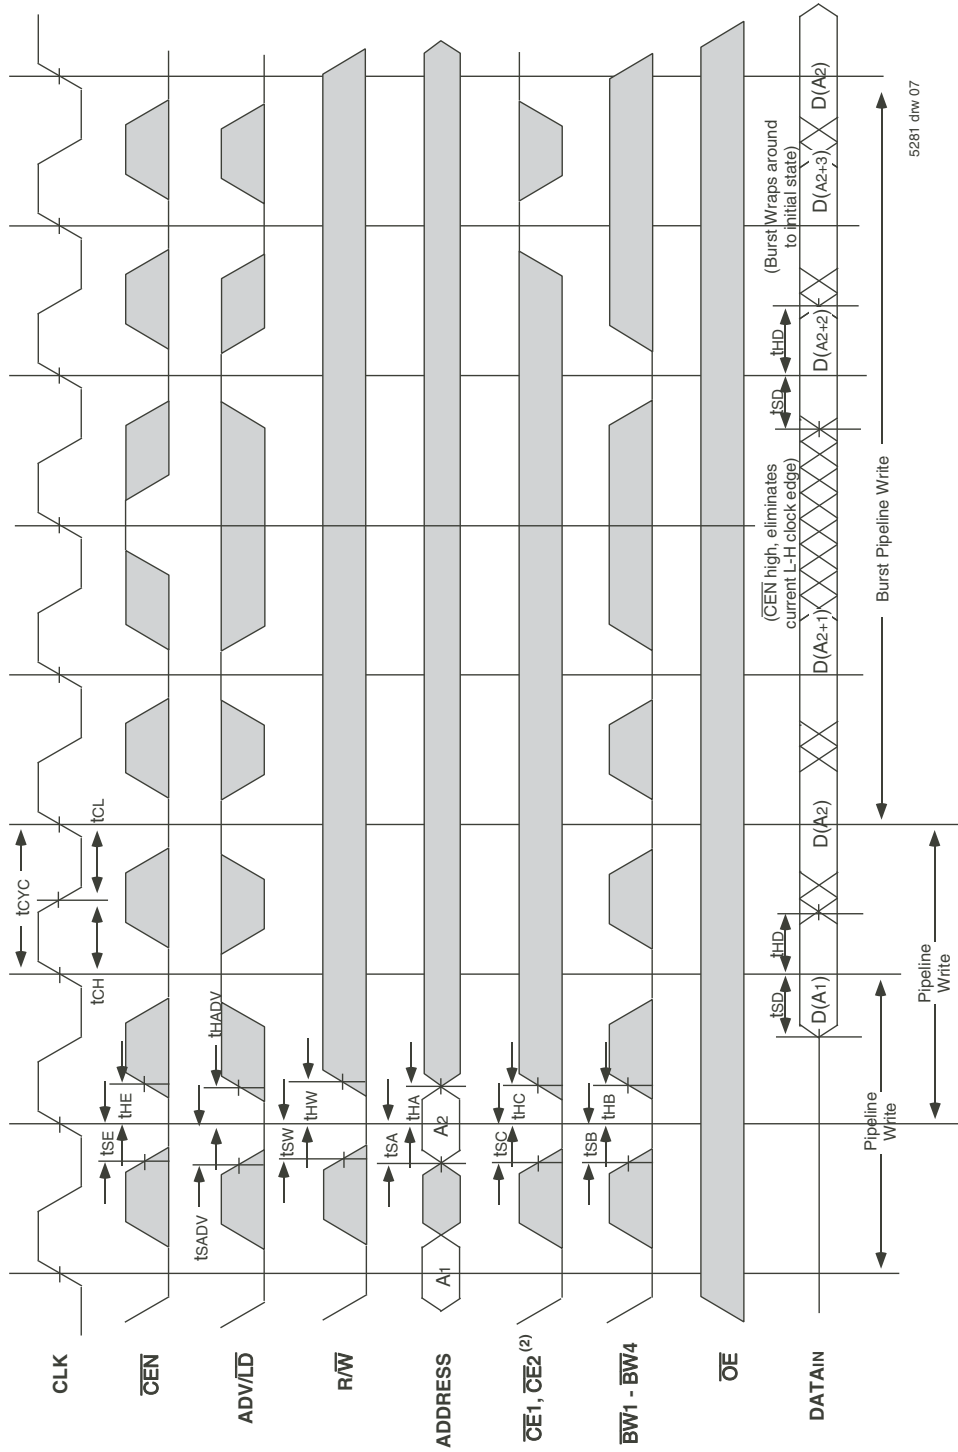 tCYC
tCH
tCL
CLK
tSE
tHE
CEN
tSADV
tHADV
ADV/LD
tSW
tHW
R/W
tSA
tHA
A1
A2
ADDRESS
tSC
tHC
CE1, CE2 (2)
tSB
tHB
BW1 - BW4
OE
(CEN high, eliminates
current L-H clock edge)
(Burst Wraps around
to initial state)
tSD
tHD
tSD
tHD
D(A1)
D(A2)
D(A2+1)
D(A2+2)
D(A2+3)
D(A2)
DATAIN
Pipeline
Write
Burst Pipeline Write
Pipeline
Write
5281 drw 07